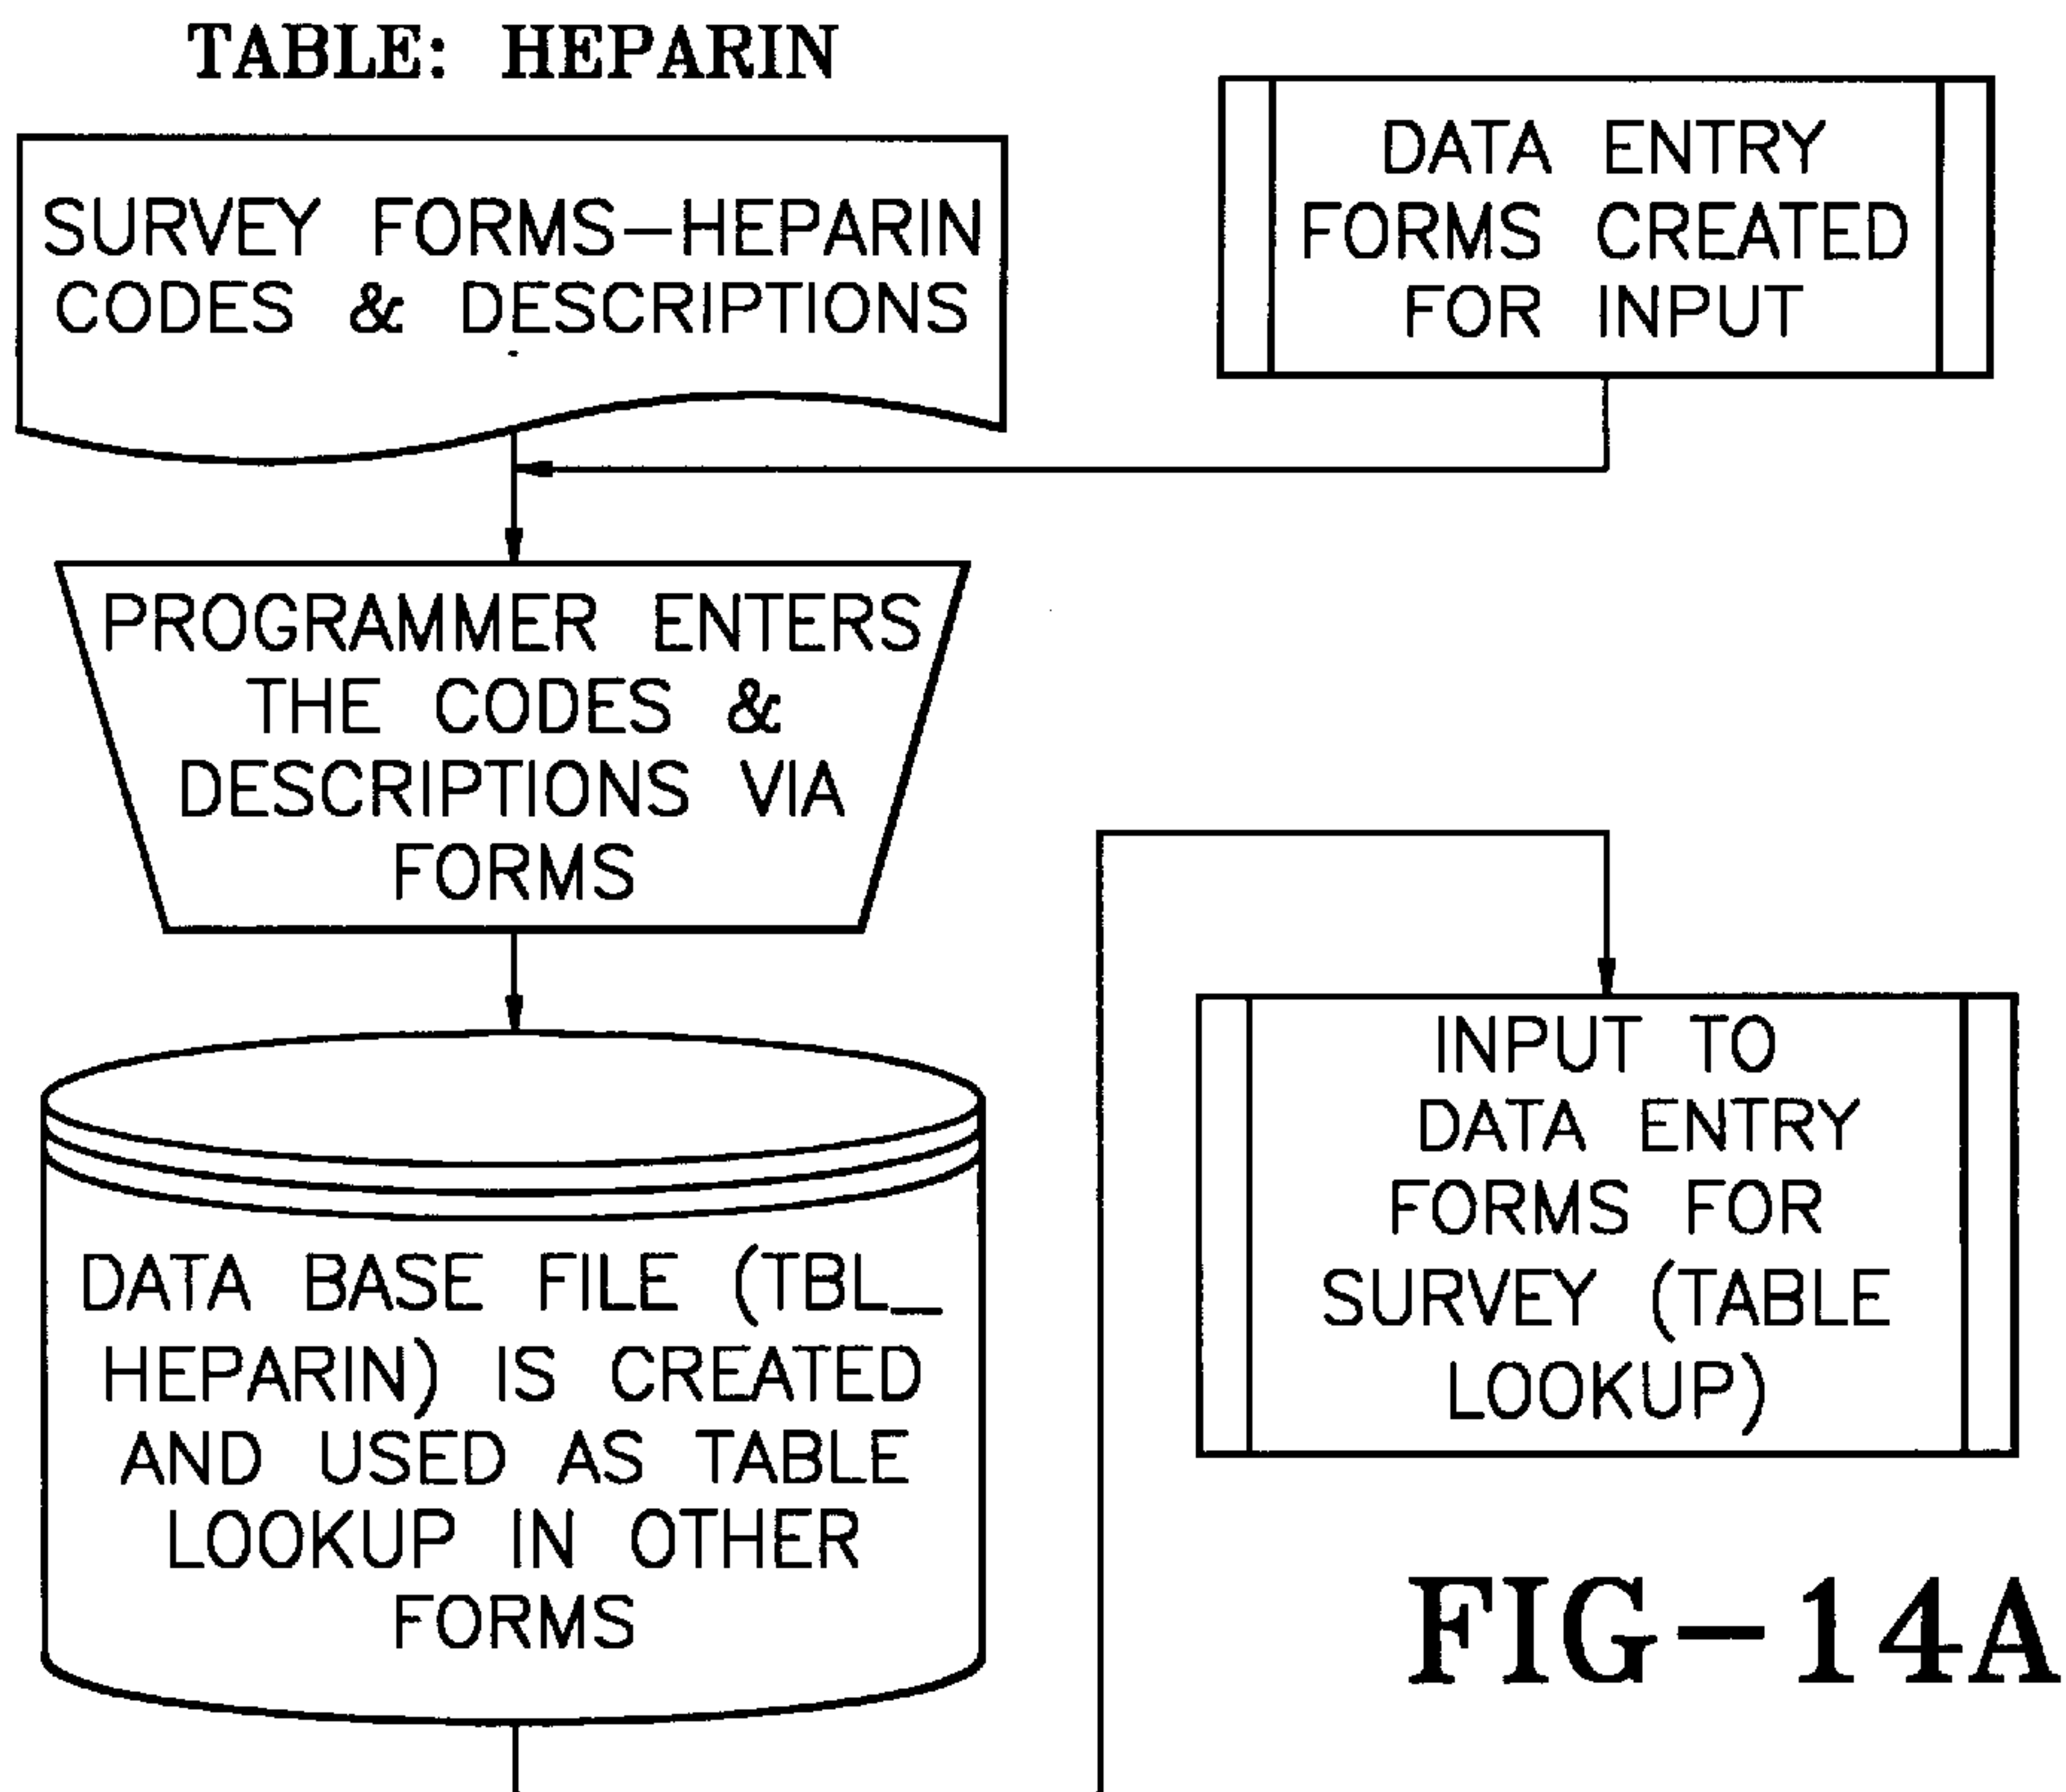 TABLE: HEPARIN
SURVEY FORMS—HEPARIN
CODES & DESCRIPTIONS
DATA ENTRY
FORMS CREATED
FOR INPUT
PROGRAMMER ENTERS
THE CODES &
DESCRIPTIONS VIA
FORMS
DATA BASE FILE (TBL_
HEPARIN) IS CREATED
AND USED AS TABLE
LOOKUP IN OTHER
FORMS
INPUT TO
DATA ENTRY
FORMS FOR
SURVEY (TABLE
LOOKUP)
FIG-14A